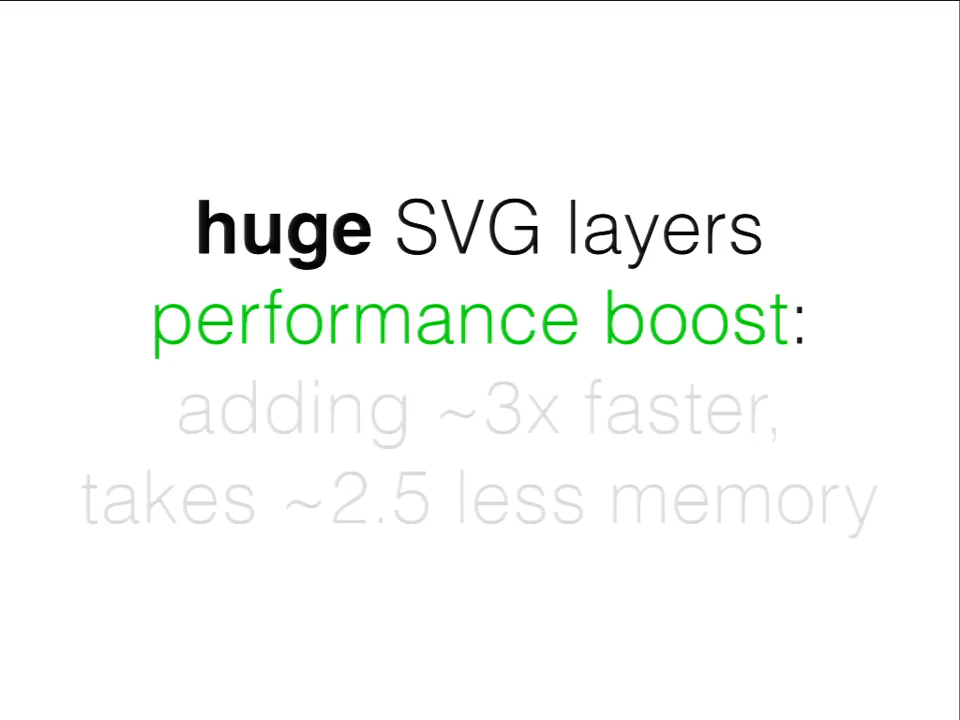 huge SVG layers
performance boost:
adding ~3x faster,
takes ~2.5 less memory